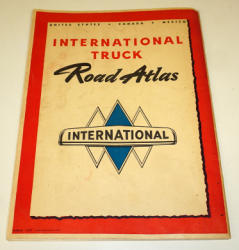 UNITED STATES • CANADA • MEXICO
INTERNATIONAL
TRUCK
Road Atlas
INTERNATIONAL